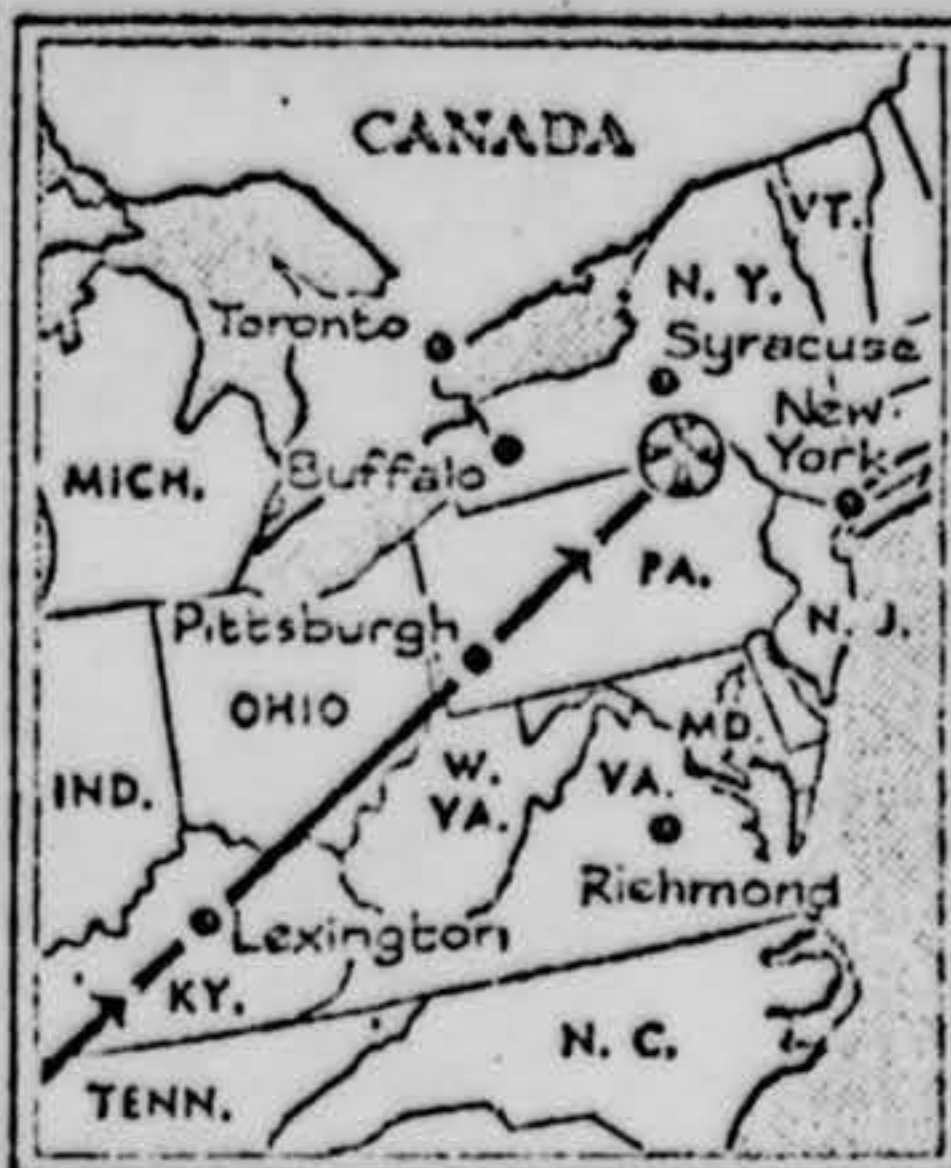 CANADA
VT.
N. Y.
Toronto
Syracuse
New
York
MICH.
Buffalo
PA.
Pittsburgh
N. J.
OHIO
MD.
W.
VA.
VA.
IND.
Richmond
Lexington
KY.
N. C.
TENN.